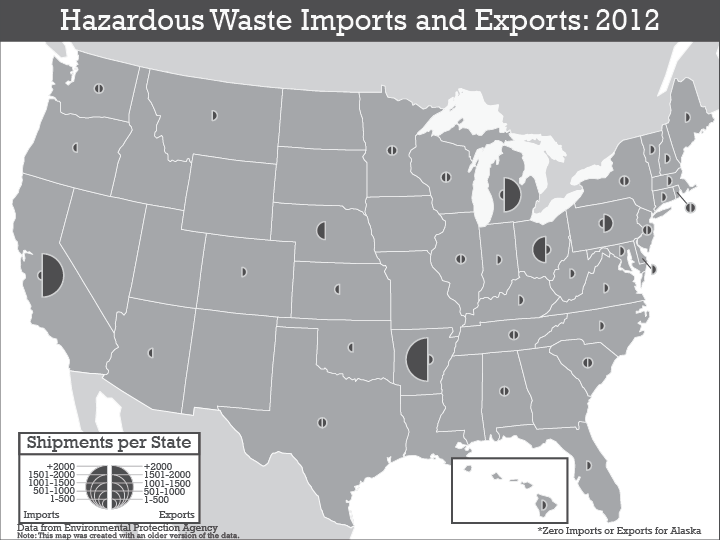 Hazardous Waste Imports and Exports: 2012
Shipments per State
+2000 +2000
1501-2000 1501-2000
1001-1500 1001-1500
501-1000 501-1000
1-500 1-500
Imports Exports
Data from Environmental Protection Agency
Note: This map was created with an older version of the data.
*Zero Imports or Exports for Alaska